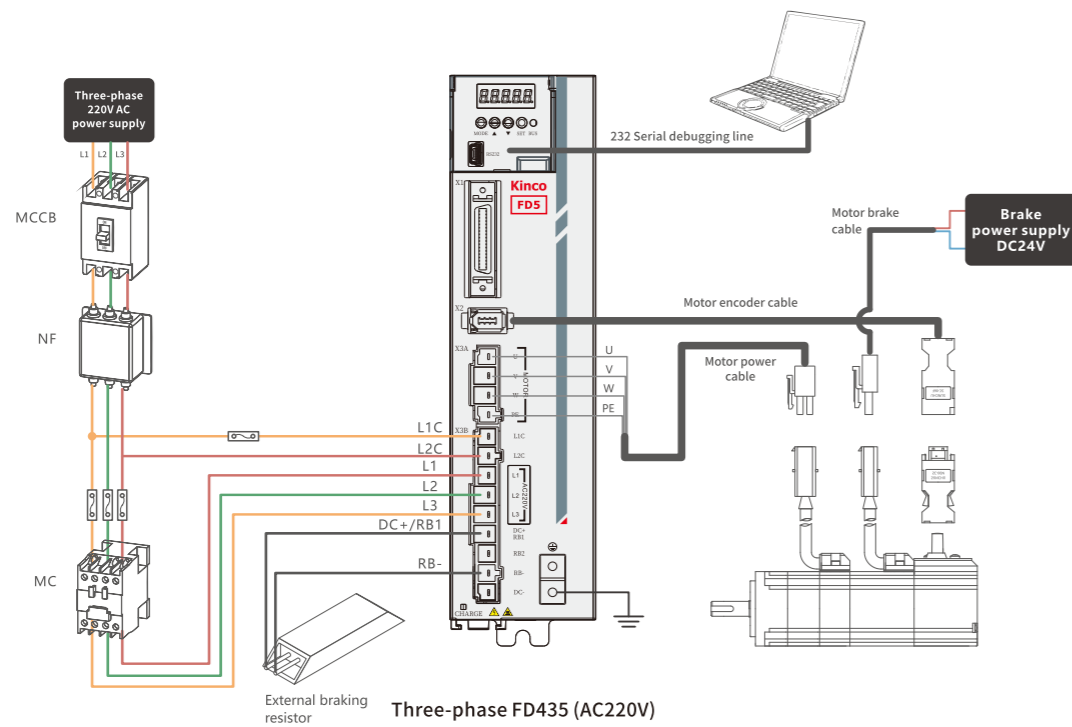 Three-phase
220V AC
power supply
L1
L2
L3
MCCB
NF
MC
MODE ▲ ▼ SET BUS
RS232
232 Serial debugging line
X1
Kinco
FD5
Motor brake
cable
Brake
power supply
DC24V
X2
Motor encoder cable
X3A
U
V
W
PE
MOTOR
U
V
W
PE
Motor power
cable
X3B
L1C
L2C
L1
L2
L3
DC+/RB1
RB-
L1C
L2C
L1
L2
L3
AC220V
DC+
RB1
RB2
RB-
DC-
CHARGE
External braking
resistor
Three-phase FD435 (AC220V)